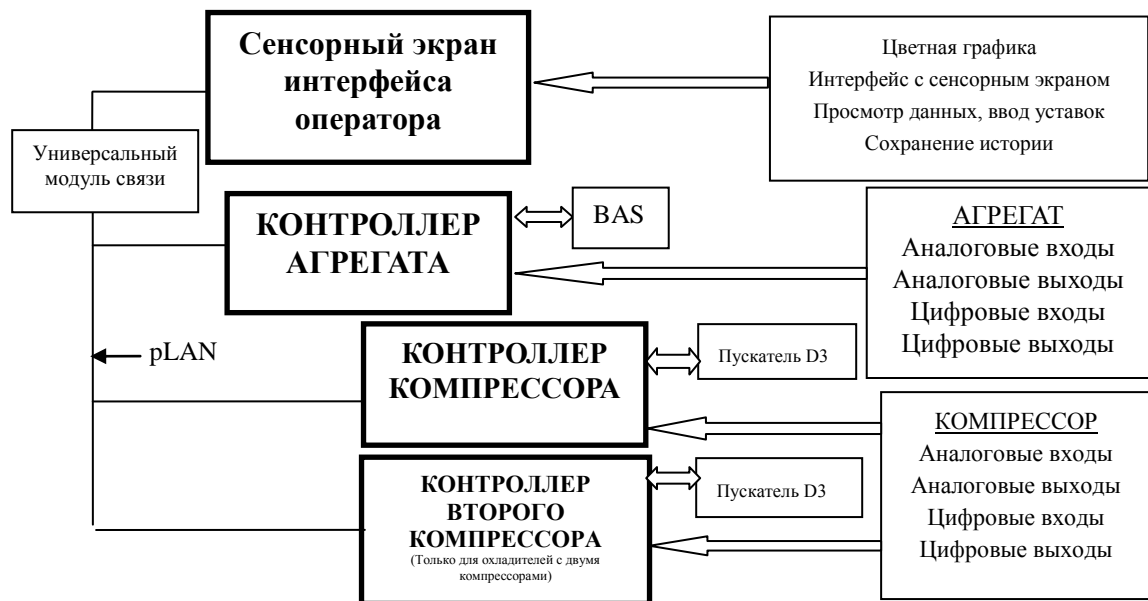 Сенсорный экран
интерфейса
оператора
Цветная графика
Интерфейс с сенсорным экраном
Просмотр данных, ввод уставок
Сохранение истории
Универсальный
модуль связи
КОНТРОЛЛЕР
АГРЕГАТА
BAS
АГРЕГАТ
Аналоговые входы
Аналоговые выходы
Цифровые входы
Цифровые выходы
pLAN
КОНТРОЛЛЕР
КОМПРЕССОРА
Пускатель D3
КОМПРЕССОР
Аналоговые входы
Аналоговые выходы
Цифровые входы
Цифровые выходы
КОНТРОЛЛЕР
ВТОРОГО
КОМПРЕССОРА
(Только для охладителей с двумя
компрессорами)
Пускатель D3